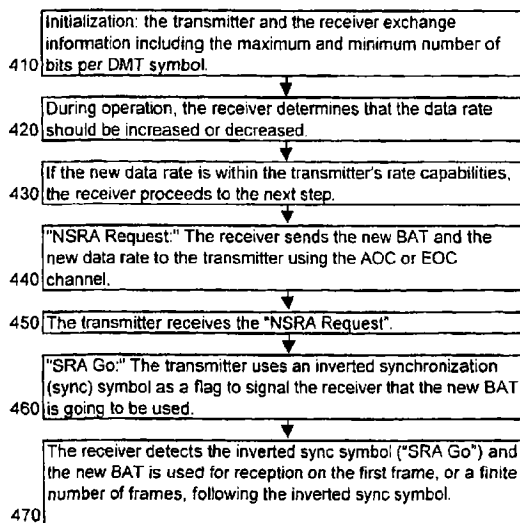 Initialization: the transmitter and the receiver exchange
information including the maximum and minimum number of
410 bits per DMT symbol.
During operation, the receiver determines that the data rate
420 should be increased or decreased.
If the new data rate is within the transmitter's rate capabilities,
430 the receiver proceeds to the next step.
"NSRA Request:" The receiver sends the new BAT and the
new data rate to the transmitter using the AOC or EOC
440 channel.
450 The transmitter receives the "NSRA Request".
"SRA Go:" The transmitter uses an inverted synchronization
(sync) symbol as a flag to signal the receiver that the new BAT
460 is going to be used.
The receiver detects the inverted sync symbol ("SRA Go") and
the new BAT is used for reception on the first frame, or a finite
number of frames, following the inverted sync symbol.
470